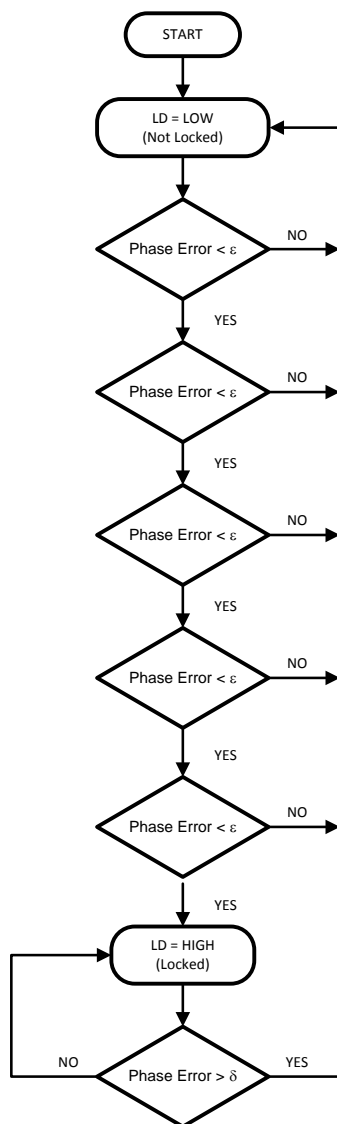 START
LD = LOW
(Not Locked)
Phase Error < ε
NO
YES
Phase Error < ε
NO
YES
Phase Error < ε
NO
YES
Phase Error < ε
NO
YES
Phase Error < ε
NO
YES
LD = HIGH
(Locked)
NO
Phase Error > δ
YES